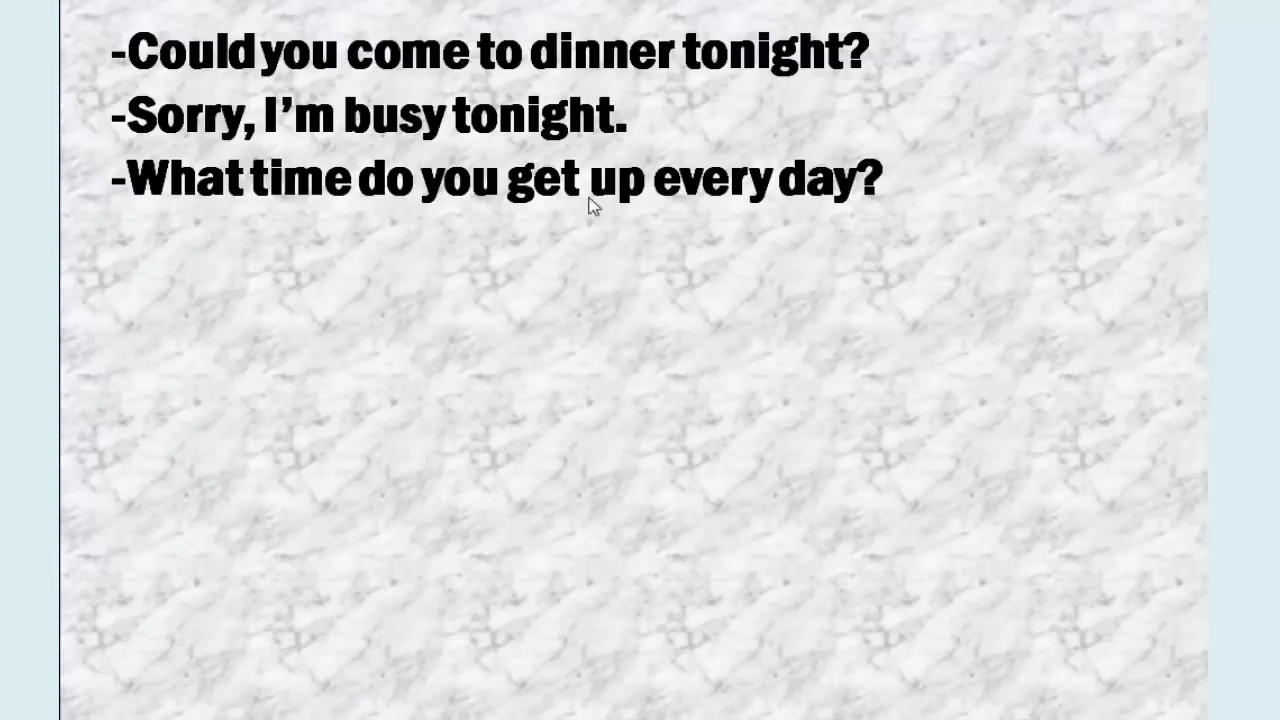 -Could you come to dinner tonight?
-Sorry, I’m busy tonight.
-What time do you get up every day?